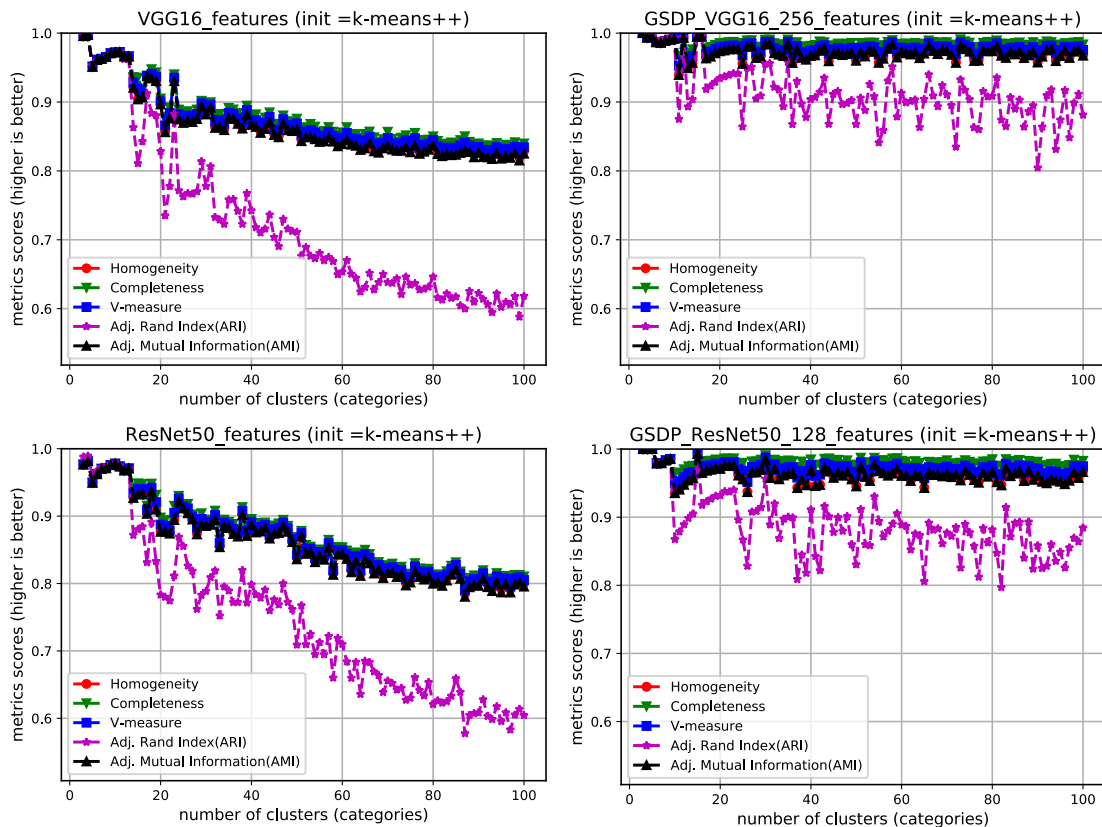 VGG16_features (init =k-means++)
metrics scores (higher is better)
1.0
0.9
0.8
0.7
0.6
Homogeneity
Completeness
V-measure
Adj. Rand Index(ARI)
Adj. Mutual Information(AMI)
0 20 40 60 80 100
number of clusters (categories)
GSDP_VGG16_256_features (init =k-means++)
metrics scores (higher is better)
1.0
0.9
0.8
0.7
0.6
Homogeneity
Completeness
V-measure
Adj. Rand Index(ARI)
Adj. Mutual Information(AMI)
0 20 40 60 80 100
number of clusters (categories)
ResNet50_features (init =k-means++)
metrics scores (higher is better)
1.0
0.9
0.8
0.7
0.6
Homogeneity
Completeness
V-measure
Adj. Rand Index(ARI)
Adj. Mutual Information(AMI)
0 20 40 60 80 100
number of clusters (categories)
GSDP_ResNet50_128_features (init =k-means++)
metrics scores (higher is better)
1.0
0.9
0.8
0.7
0.6
Homogeneity
Completeness
V-measure
Adj. Rand Index(ARI)
Adj. Mutual Information(AMI)
0 20 40 60 80 100
number of clusters (categories)